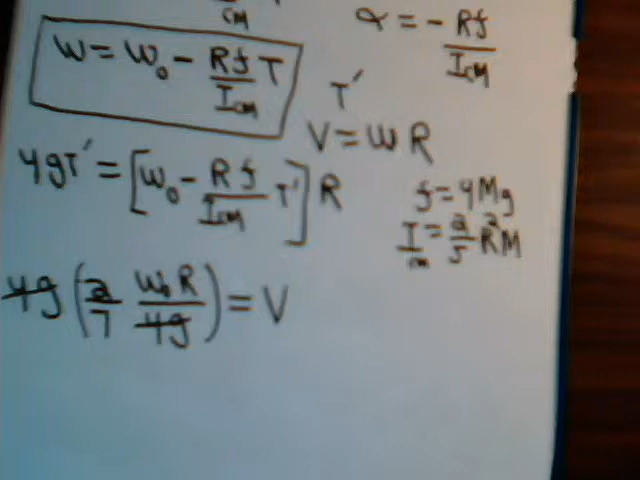 cm
α = - Rf / Icm
W = W₀ - Rf / Icm T
T'
V = W R
4gT' = [W₀ - Rf / Icm T'] R
f = 4Mg
Icm = 2/5 R²M
4g (2/7 W₀R / 4g) = V